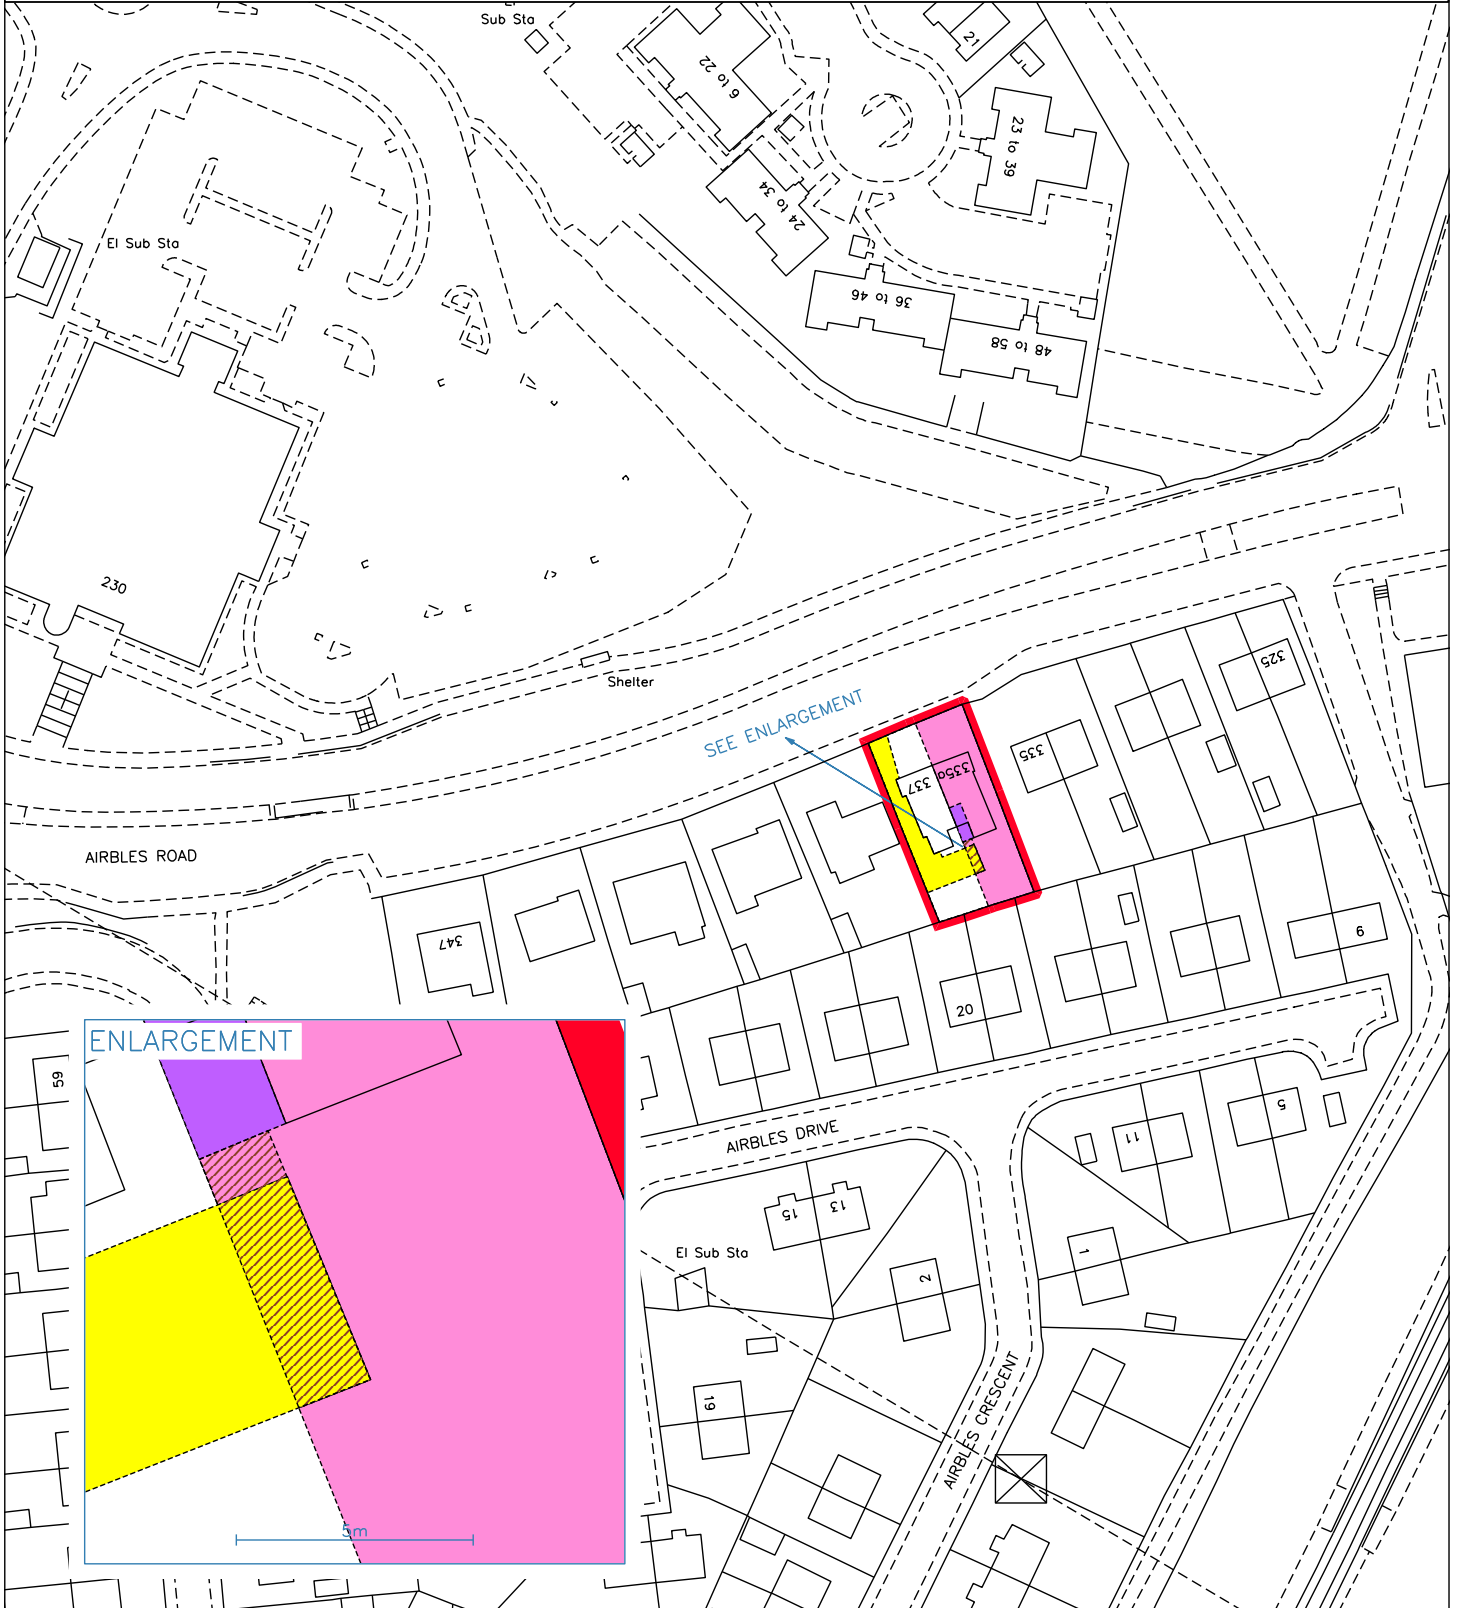 Sub Sta
21
6 to 22
23 to 39
24 to 34
El Sub Sta
36 to 46
48 to 58
230
Shelter
325
SEE ENLARGEMENT
335
335a
337
AIRBLES ROAD
347
6
20
ENLARGEMENT
59
5
11
AIRBLES DRIVE
15
13
El Sub Sta
1
2
19
AIRBLES CRESCENT
5m